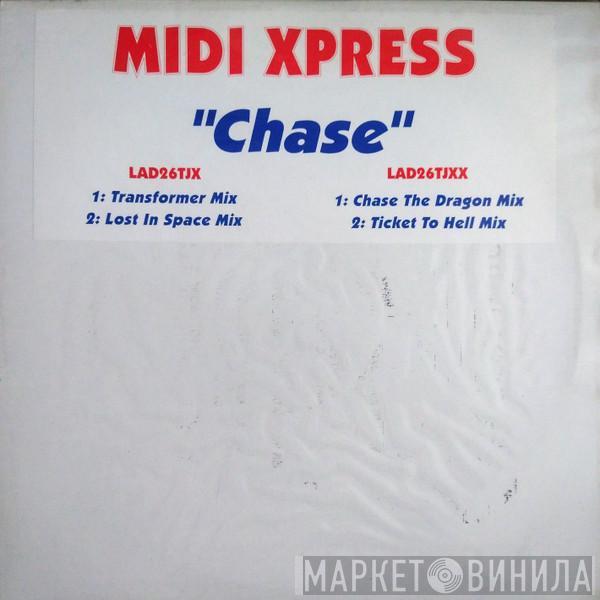 MIDI XPRESS
"Chase"
LAD26TJX
1: Transformer Mix
2: Lost In Space Mix
LAD26TJXX
1: Chase The Dragon Mix
2: Ticket To Hell Mix
МАРКЕТ ВИНИЛА